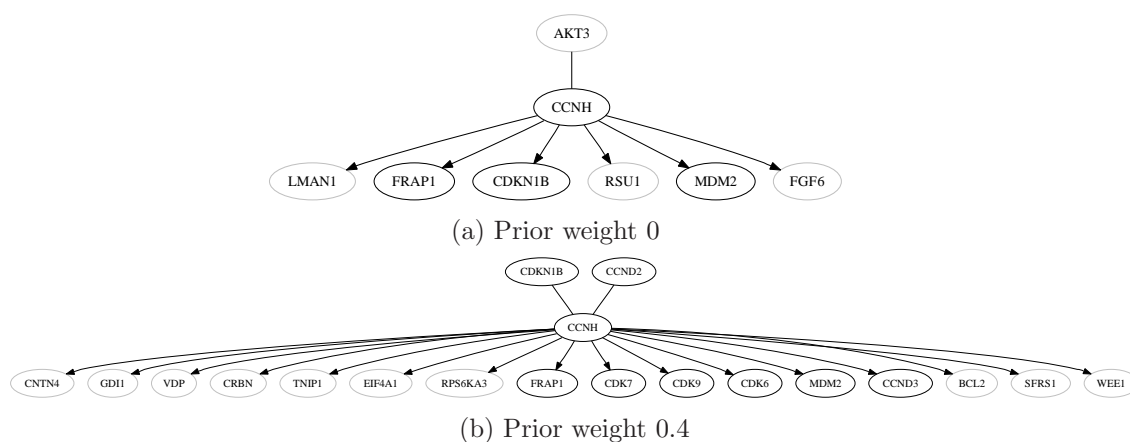 AKT3
CCNH
LMAN1 FRAP1 CDKN1B RSU1 MDM2 FGF6
(a) Prior weight 0
CDKN1B CCND2
CCNH
CNTN4 GDI1 VDP CRBN TNIP1 EIF4A1 RPS6KA3 FRAP1 CDK7 CDK9 CDK6 MDM2 CCND3 BCL2 SFRS1 WEE1
(b) Prior weight 0.4